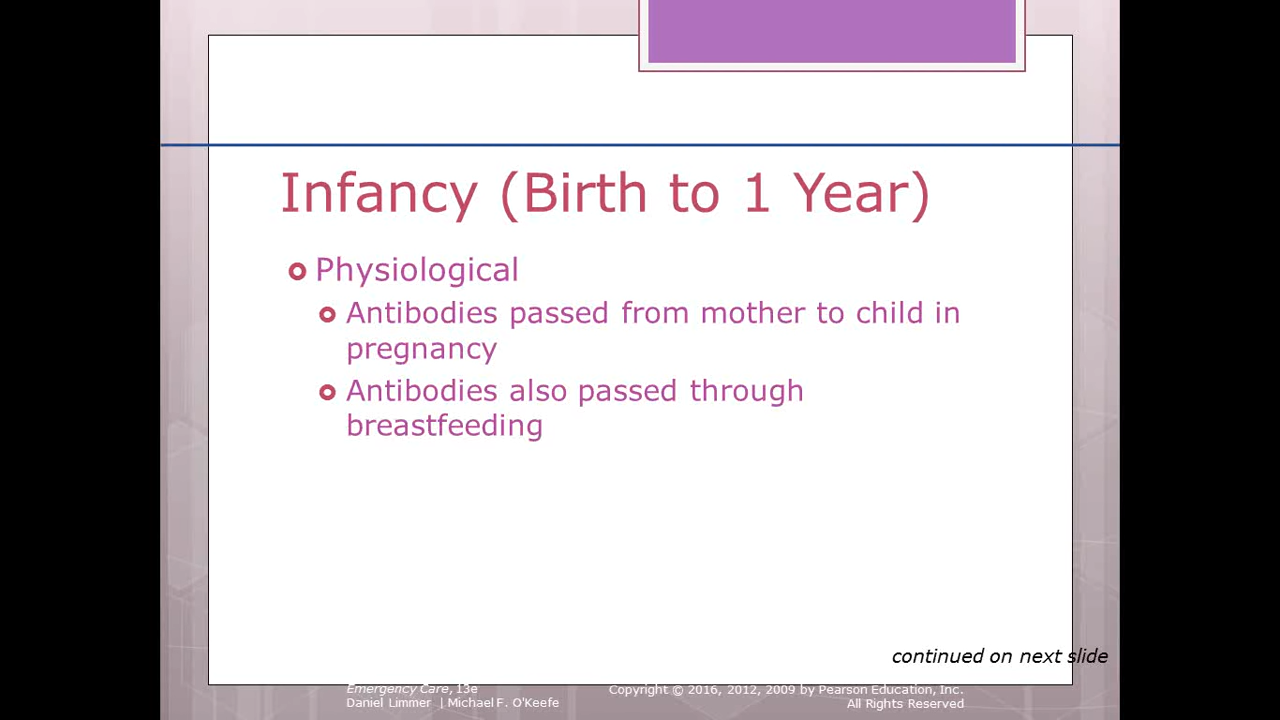 Infancy (Birth to 1 Year)
Physiological
Antibodies passed from mother to child in
pregnancy
Antibodies also passed through
breastfeeding
continued on next slide
Emergency Care, 13e
Daniel Limmer | Michael F. O'Keefe
Copyright © 2016, 2012, 2009 by Pearson Education, Inc.
All Rights Reserved